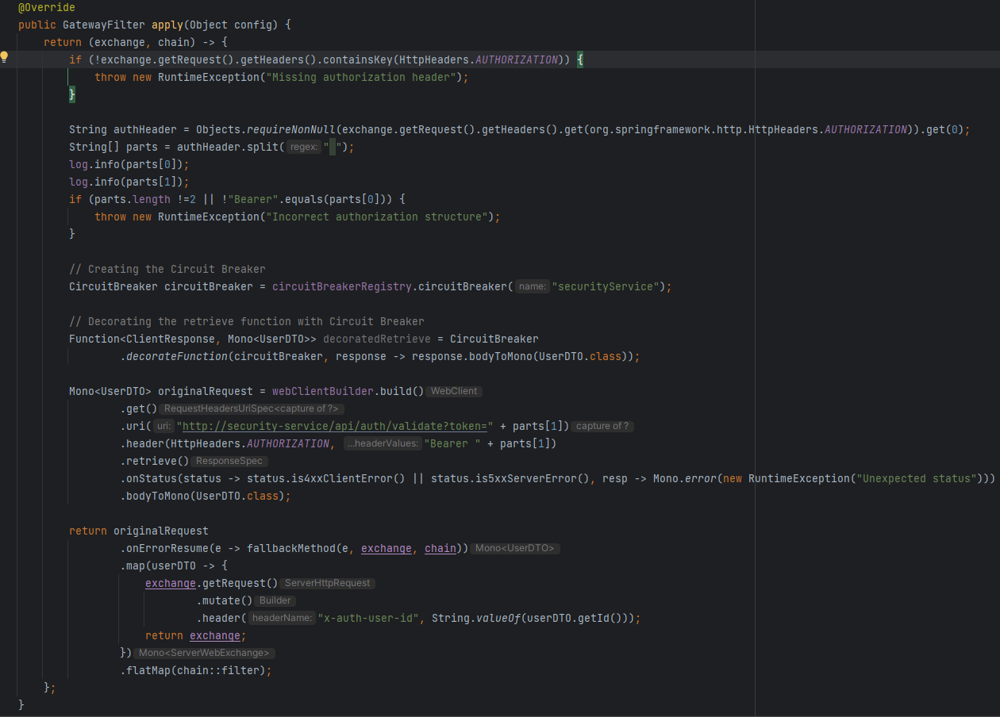 @Override
public GatewayFilter apply(Object config) {
return (exchange, chain) -> {
if (!exchange.getRequest().getHeaders().containsKey(HttpHeaders.AUTHORIZATION)) {
throw new RuntimeException("Missing authorization header");
}
String authHeader = Objects.requireNonNull(exchange.getRequest().getHeaders().get(org.springframework.http.HttpHeaders.AUTHORIZATION)).get(0);
String[] parts = authHeader.split( regex: " ");
log.info(parts[0]);
log.info(parts[1]);
if (parts.length !=2 || !"Bearer".equals(parts[0])) {
throw new RuntimeException("Incorrect authorization structure");
}
// Creating the Circuit Breaker
CircuitBreaker circuitBreaker = circuitBreakerRegistry.circuitBreaker( name: "securityService");
// Decorating the retrieve function with Circuit Breaker
Function<ClientResponse, Mono<UserDTO>> decoratedRetrieve = CircuitBreaker
.decorateFunction(circuitBreaker, response -> response.bodyToMono(UserDTO.class));
Mono<UserDTO> originalRequest = webClientBuilder.build() WebClient
.get() RequestHeadersUriSpec<capture of ?>
.uri( uri: "http://security-service/api/auth/validate?token=" + parts[1]) capture of ?
.header(HttpHeaders.AUTHORIZATION, ...headerValues: "Bearer " + parts[1])
.retrieve() ResponseSpec
.onStatus(status -> status.is4xxClientError() || status.is5xxServerError(), resp -> Mono.error(new RuntimeException("Unexpected status")))
.bodyToMono(UserDTO.class);
return originalRequest
.onErrorResume(e -> fallbackMethod(e, exchange, chain)) Mono<UserDTO>
.map(userDTO -> {
exchange.getRequest() ServerHttpRequest
.mutate() Builder
.header( headerName: "x-auth-user-id", String.valueOf(userDTO.getId()));
return exchange;
}) Mono<ServerWebExchange>
.flatMap(chain::filter);
};
}